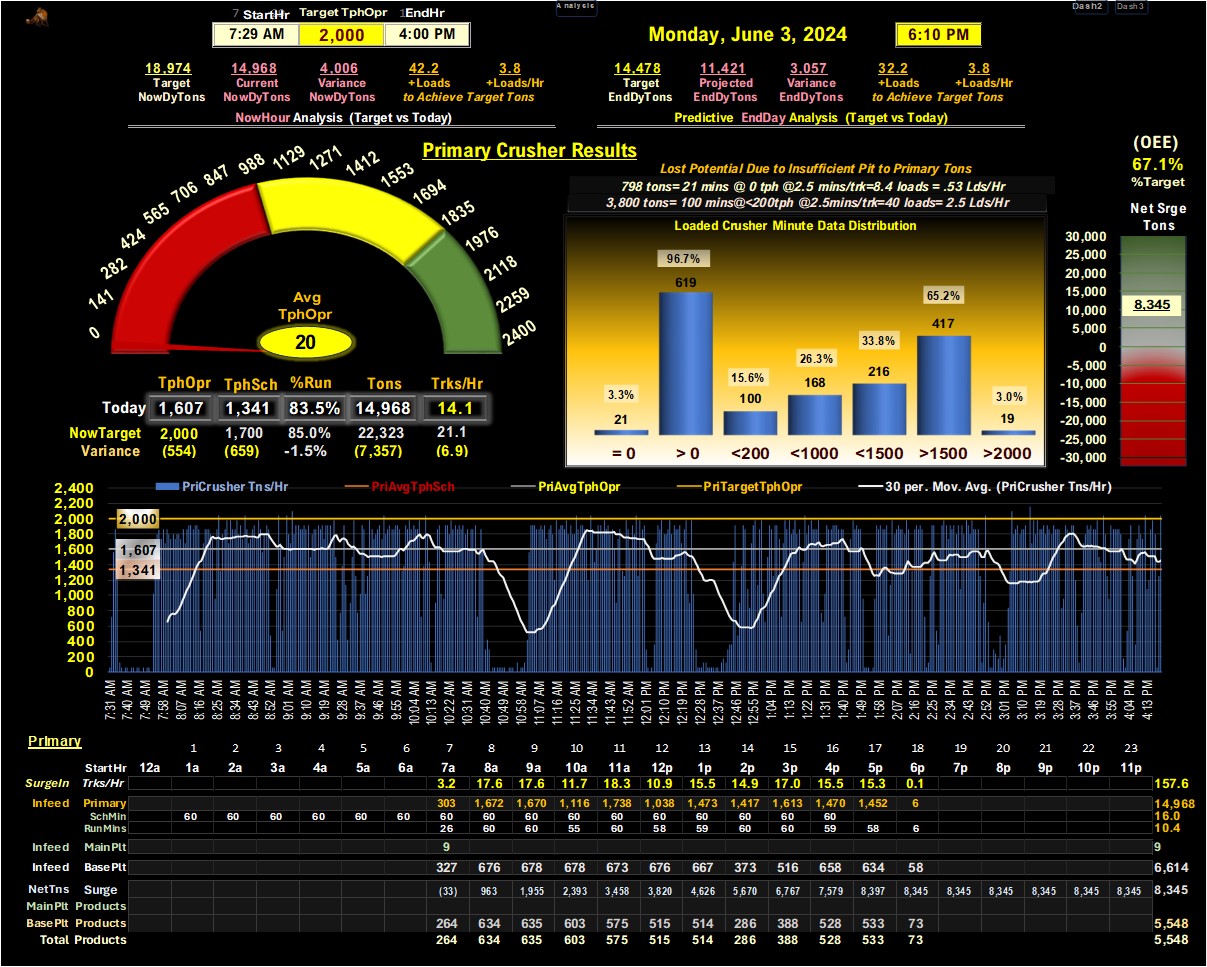 Analysis Dash2 Dash3
7 StartHr Target TphOpr 1 EndHr
7:29 AM 2,000 4:00 PM
Monday, June 3, 2024 6:10 PM
18,974 14,968 4,006 42.2 3.8
Target Current Variance +Loads +Loads/Hr
NowDyTons NowDyTons NowDyTons to Achieve Target Tons
NowHour Analysis (Target vs Today)
14,478 11,421 3,057 32.2 3.8
Target Projected Variance +Loads +Loads/Hr
EndDyTons EndDyTons EndDyTons to Achieve Target Tons
Predictive EndDay Analysis (Target vs Today)
Primary Crusher Results
0 141 282 424 565 706 847 988 1129 1271 1412 1553 1694 1835 1976 2118 2259 2400
Avg
TphOpr
20
TphOpr TphSch %Run Tons Trks/Hr
Today 1,607 1,341 83.5% 14,968 14.1
NowTarget 2,000 1,700 85.0% 22,323 21.1
Variance (554) (659) -1.5% (7,357) (6.9)
Lost Potential Due to Insufficient Pit to Primary Tons
798 tons= 21 mins @ 0 tph @2.5 mins/trk=8.4 loads = .53 Lds/Hr
3,800 tons= 100 mins@<200tph @2.5mins/trk=40 loads= 2.5 Lds/Hr
Loaded Crusher Minute Data Distribution
3.3% 96.7% 15.6% 26.3% 33.8% 65.2% 3.0%
21 619 100 168 216 417 19
= 0 > 0 <200 <1000 <1500 >1500 >2000
(OEE)
67.1%
%Target
Net Srge
Tons
30,000
25,000
20,000
15,000
10,000
5,000
0
-5,000
-10,000
-15,000
-20,000
-25,000
-30,000
8,345
PriCrusher Tns/Hr PriAvgTphSch PriAvgTphOpr PriTargetTphOpr 30 per. Mov. Avg. (PriCrusher Tns/Hr)
2,400
2,200
2,000
1,800
1,600
1,400
1,200
1,000
800
600
400
200
0
2,000
1,607
1,341
7:31 AM 7:40 AM 7:49 AM 7:58 AM 8:07 AM 8:16 AM 8:25 AM 8:34 AM 8:43 AM 8:52 AM 9:01 AM 9:10 AM 9:19 AM 9:28 AM 9:37 AM 9:46 AM 9:55 AM 10:04 AM 10:13 AM 10:22 AM 10:31 AM 10:40 AM 10:49 AM 10:58 AM 11:07 AM 11:16 AM 11:25 AM 11:34 AM 11:43 AM 11:52 AM 12:01 PM 12:10 PM 12:19 PM 12:28 PM 12:37 PM 12:46 PM 12:55 PM 1:04 PM 1:13 PM 1:22 PM 1:31 PM 1:40 PM 1:49 PM 1:58 PM 2:07 PM 2:16 PM 2:25 PM 2:34 PM 2:43 PM 2:52 PM 3:01 PM 3:10 PM 3:19 PM 3:28 PM 3:37 PM 3:46 PM 3:55 PM 4:04 PM 4:13 PM
Primary
1 2 3 4 5 6 7 8 9 10 11 12 13 14 15 16 17 18 19 20 21 22 23
StartHr 12a 1a 2a 3a 4a 5a 6a 7a 8a 9a 10a 11a 12p 1p 2p 3p 4p 5p 6p 7p 8p 9p 10p 11p
SurgeIn Trks/Hr 3.2 17.6 17.6 11.7 18.3 10.9 15.5 14.9 17.0 15.5 15.3 0.1 157.6
Infeed Primary 303 1,672 1,670 1,116 1,738 1,038 1,473 1,417 1,613 1,470 1,452 6 14,968
SchMin 60 60 60 60 60 60 60 60 60 60 60 60 60 60 60 60 16.0
RunMins 26 60 60 55 60 58 59 60 60 59 58 6 10.4
Infeed MainPlt 9 9
Infeed BasePlt 327 676 678 678 673 676 667 373 516 658 634 58 6,614
NetTns Surge (33) 963 1,955 2,393 3,458 3,820 4,626 5,670 6,767 7,579 8,397 8,345 8,345 8,345 8,345 8,345 8,345 8,345
MainPlt Products
BasePlt Products 264 634 635 603 575 515 514 286 388 528 533 73 5,548
Total Products 264 634 635 603 575 515 514 286 388 528 533 73 5,548